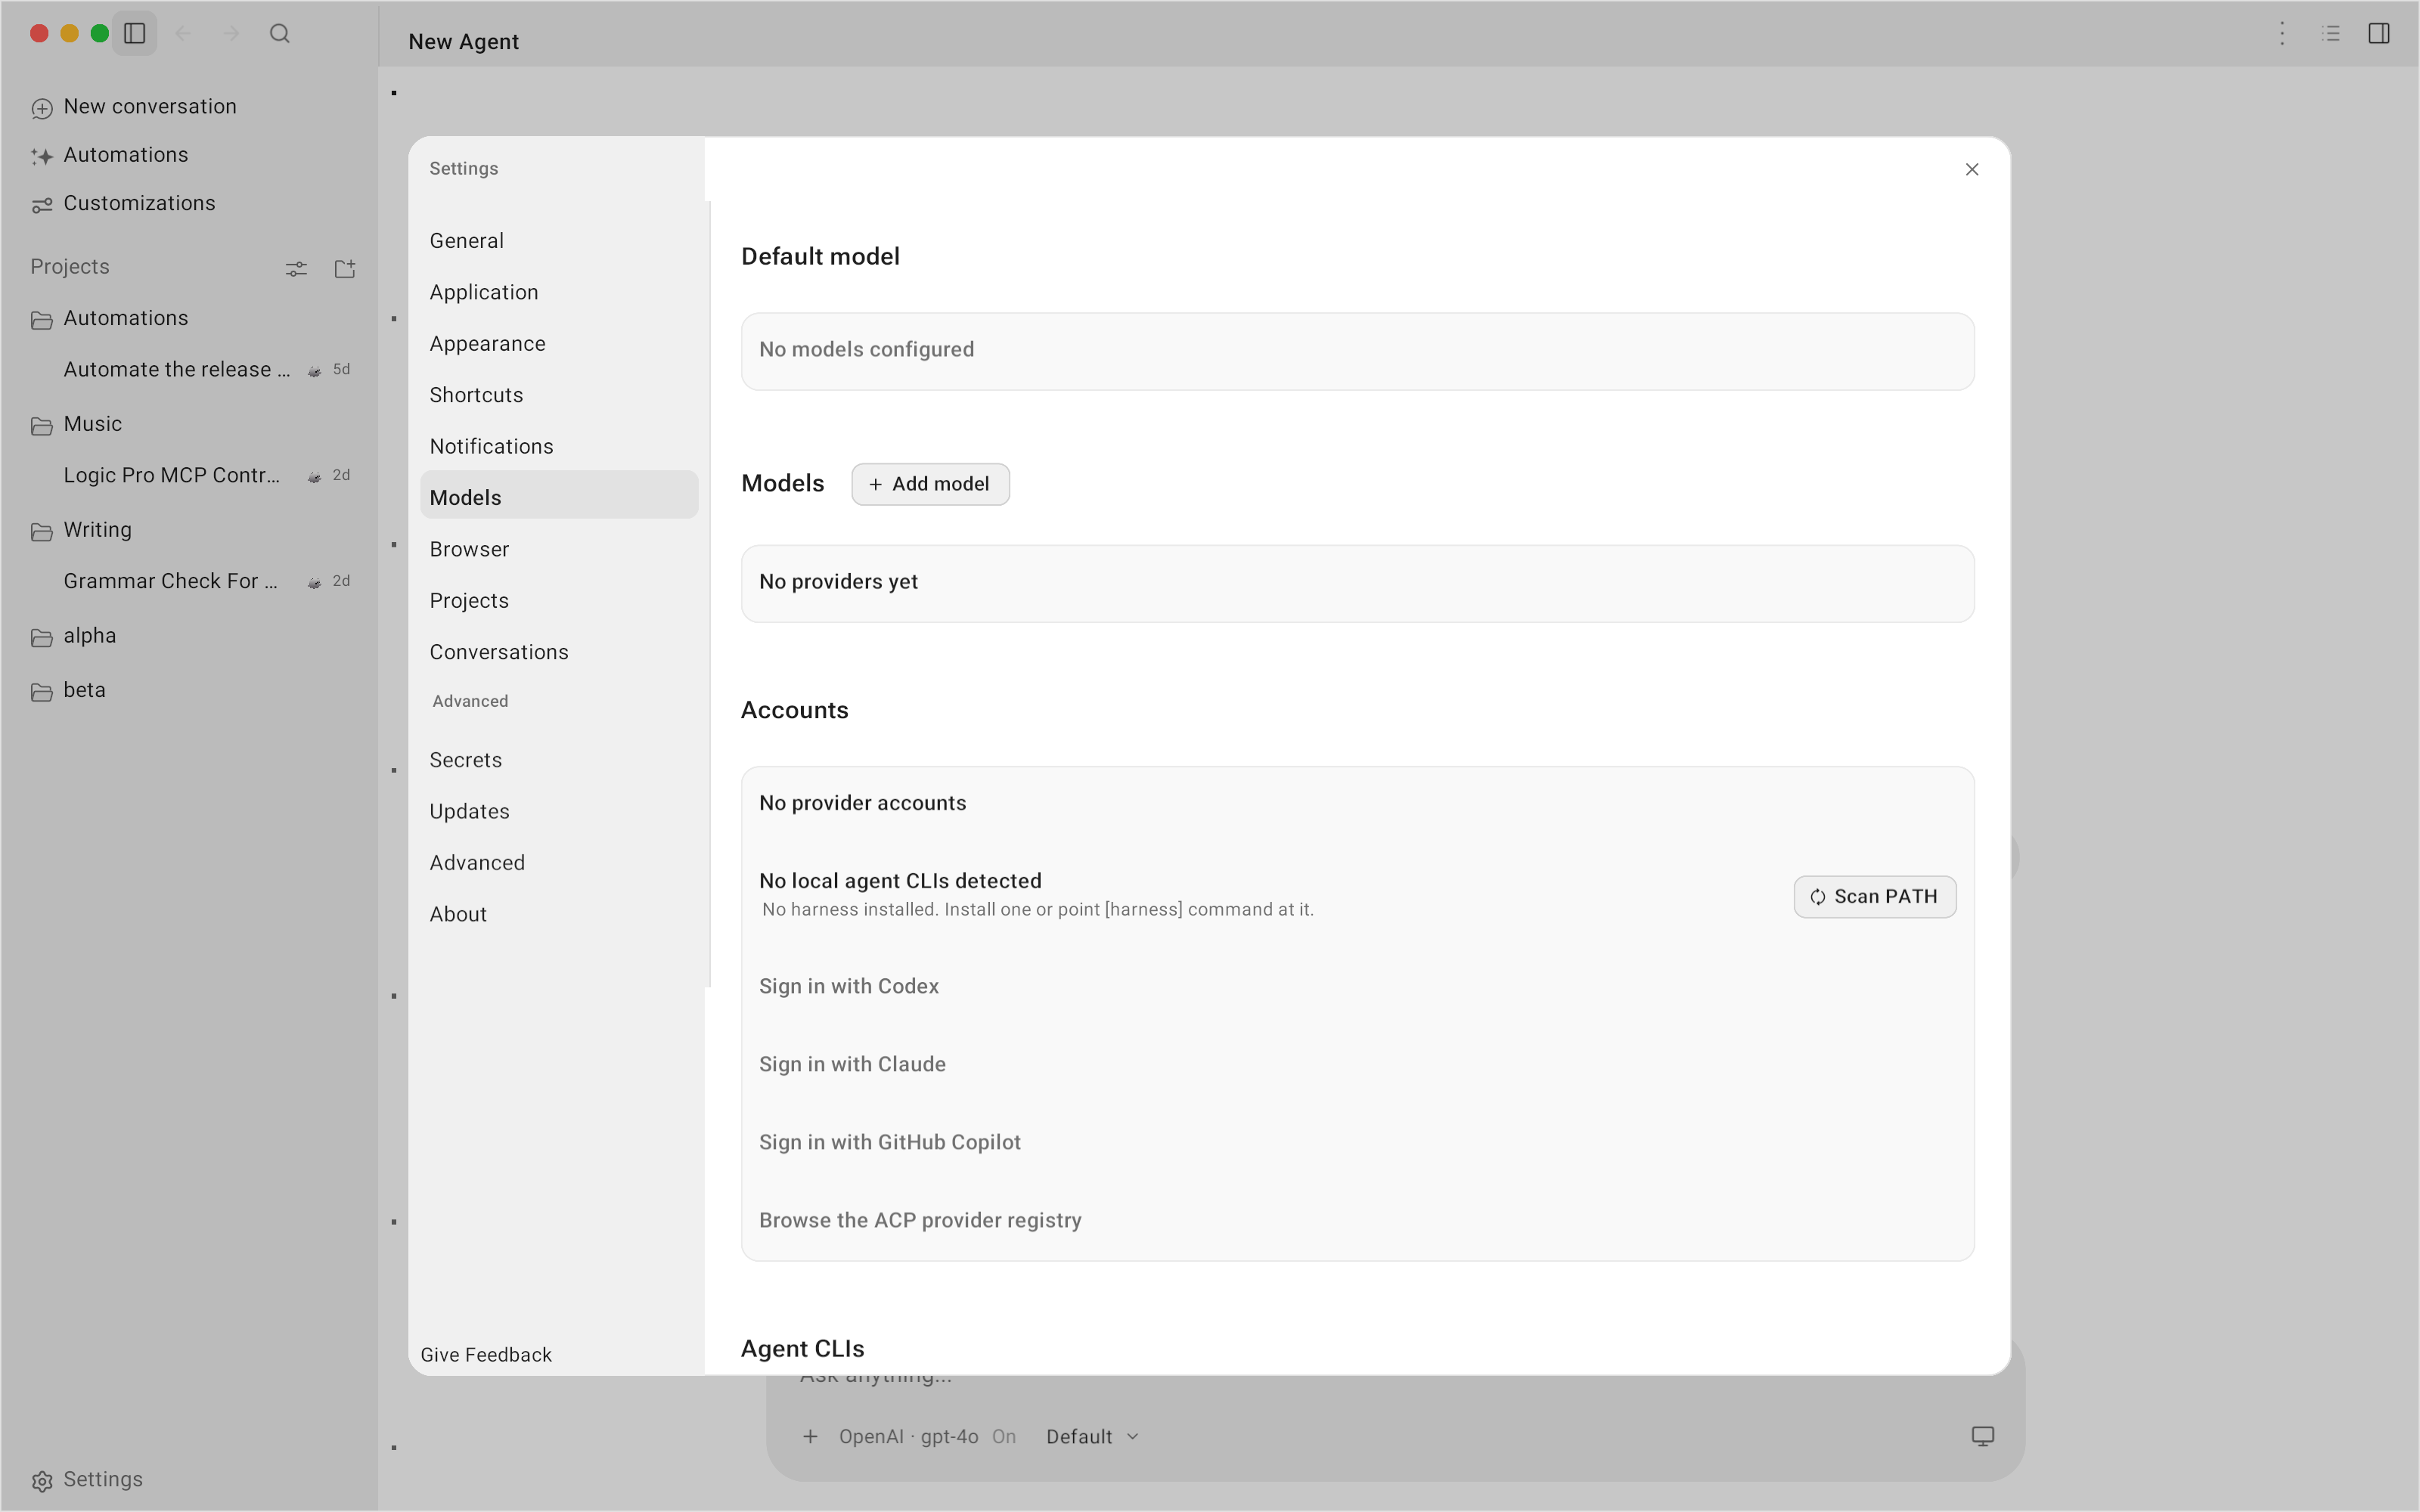 New Agent
New conversation
Automations
Customizations
Projects
Automations
Automate the release ... 5d
Music
Logic Pro MCP Contr... 2d
Writing
Grammar Check For ... 2d
alpha
beta
Settings
Settings
General
Application
Appearance
Shortcuts
Notifications
Models
Browser
Projects
Conversations
Advanced
Secrets
Updates
Advanced
About
Give Feedback
Default model
No models configured
Models + Add model
No providers yet
Accounts
No provider accounts
No local agent CLIs detected
No harness installed. Install one or point [harness] command at it.
Scan PATH
Sign in with Codex
Sign in with Claude
Sign in with GitHub Copilot
Browse the ACP provider registry
Agent CLIs
Ask anything...
OpenAI · gpt-4o On Default